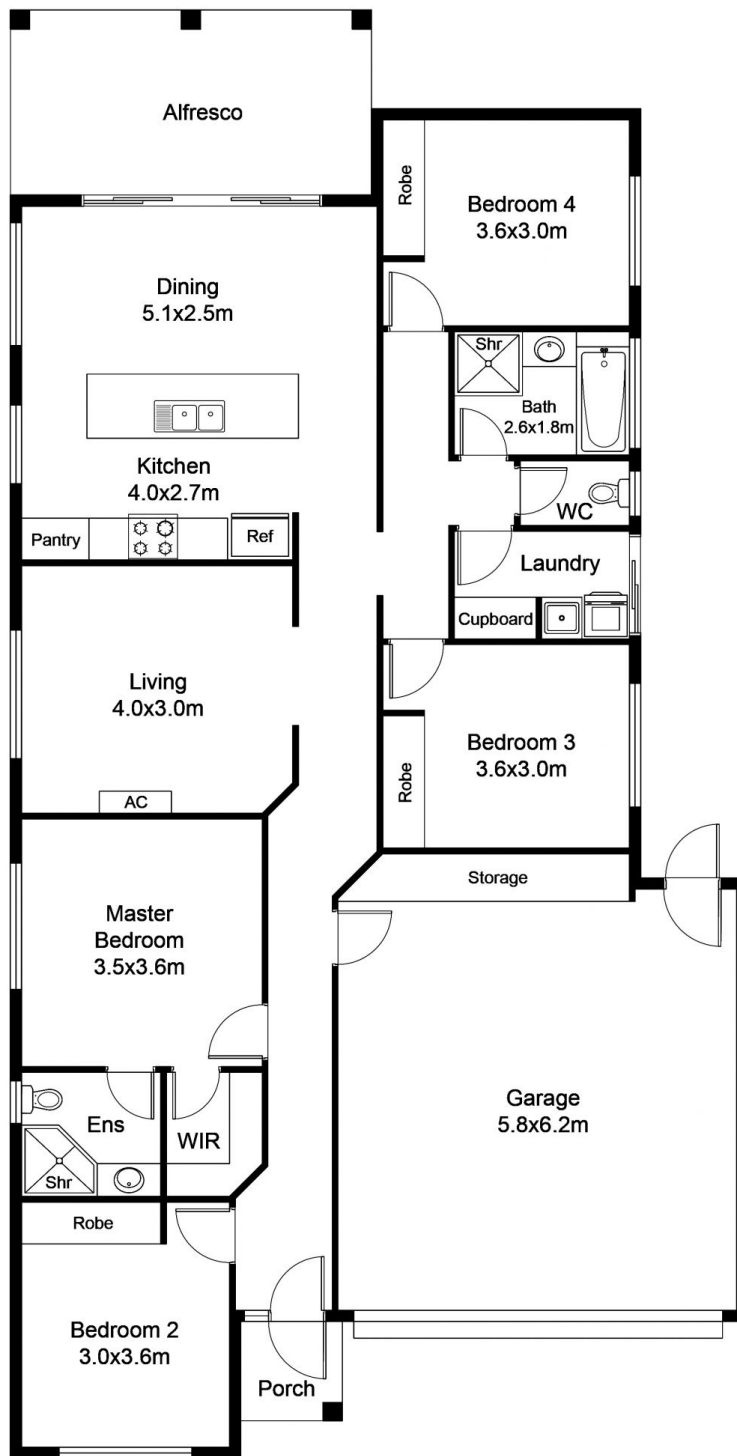 Alfresco
Robe
Bedroom 4
3.6x3.0m
Dining
5.1x2.5m
Shr
Bath
2.6x1.8m
Kitchen
4.0x2.7m
WC
Pantry
Ref
Laundry
Cupboard
Living
4.0x3.0m
Bedroom 3
3.6x3.0m
Robe
AC
Storage
Master
Bedroom
3.5x3.6m
Garage
5.8x6.2m
Ens
WIR
Shr
Robe
Bedroom 2
3.0x3.6m
Porch